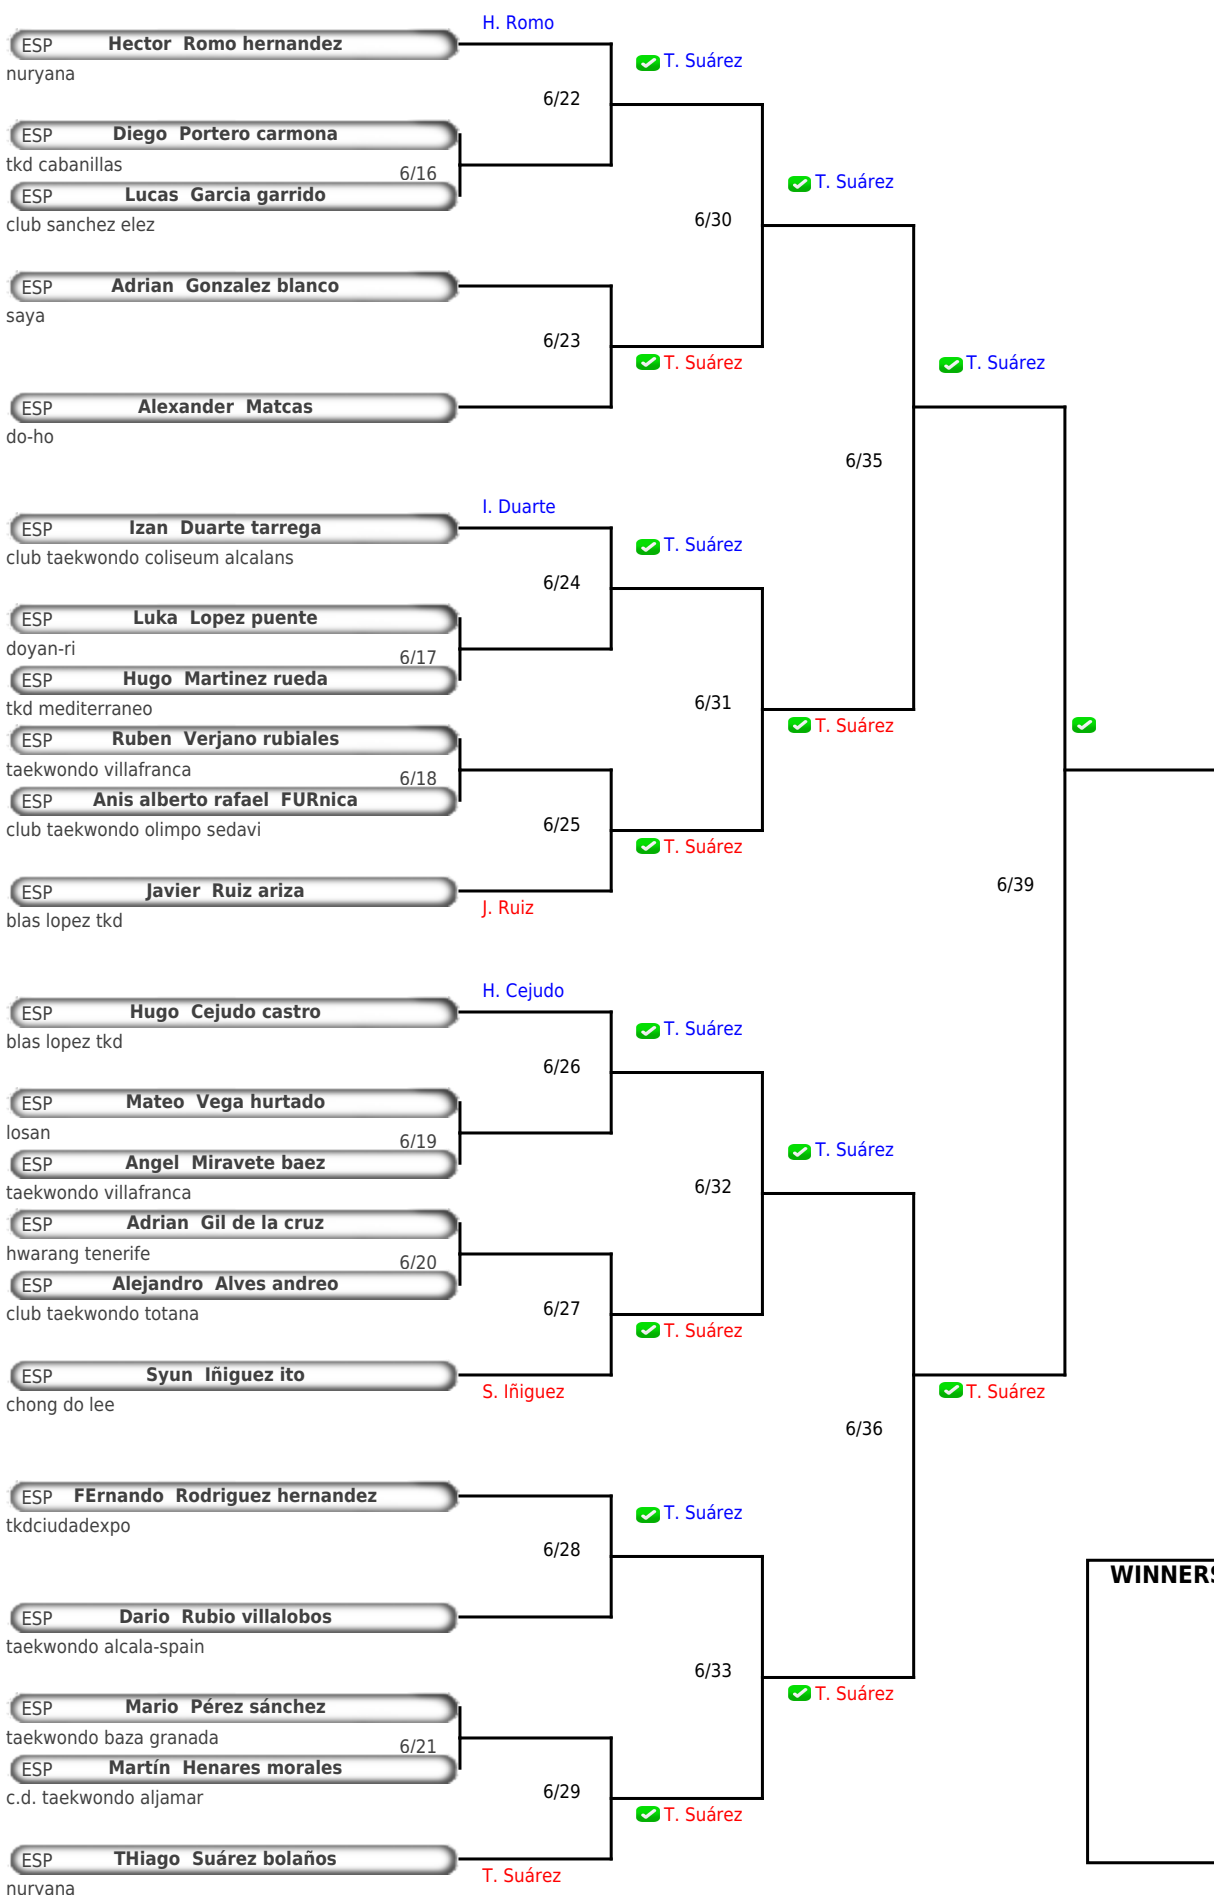 H. Romo
ESP Hector Romo hernandez
nuryana
T. Suárez
6/22
ESP Diego Portero carmona
tkd cabanillas
6/16
ESP Lucas Garcia garrido
club sanchez elez
T. Suárez
6/30
ESP Adrian Gonzalez blanco
saya
6/23
T. Suárez
T. Suárez
ESP Alexander Matcas
do-ho
6/35
I. Duarte
ESP Izan Duarte tarrega
club taekwondo coliseum alcalans
T. Suárez
6/24
ESP Luka Lopez puente
doyan-ri
6/17
ESP Hugo Martinez rueda
tkd mediterraneo
6/31
T. Suárez
ESP Ruben Verjano rubiales
taekwondo villafranca
6/18
ESP Anis alberto rafael FURnica
club taekwondo olimpo sedavi
6/25
T. Suárez
ESP Javier Ruiz ariza
blas lopez tkd
J. Ruiz
6/39
H. Cejudo
ESP Hugo Cejudo castro
blas lopez tkd
T. Suárez
6/26
ESP Mateo Vega hurtado
losan
6/19
ESP Angel Miravete baez
taekwondo villafranca
T. Suárez
6/32
ESP Adrian Gil de la cruz
hwarang tenerife
6/20
ESP Alejandro Alves andreo
club taekwondo totana
6/27
T. Suárez
ESP Syun Iñiguez ito
chong do lee
S. Iñiguez
T. Suárez
6/36
ESP FErnando Rodriguez hernandez
tkdciudadexpo
T. Suárez
6/28
WINNERS
ESP Dario Rubio villalobos
taekwondo alcala-spain
6/33
T. Suárez
ESP Mario Pérez sánchez
taekwondo baza granada
6/21
ESP Martín Henares morales
c.d. taekwondo aljamar
6/29
T. Suárez
ESP THiago Suárez bolaños
nuryana
T. Suárez